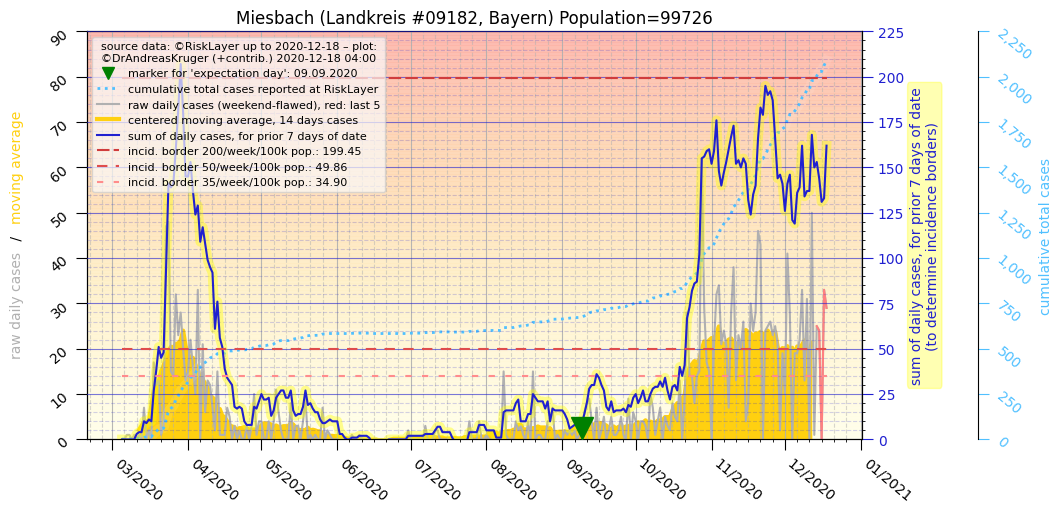 Miesbach (Landkreis #09182, Bayern) Population=99726
source data: ©RiskLayer up to 2020-12-18 – plot:
©DrAndreasKruger (+contrib.) 2020-12-18 04:00
marker for 'expectation day': 09.09.2020
cumulative total cases reported at RiskLayer
raw daily cases (weekend-flawed), red: last 5
centered moving average, 14 days cases
sum of daily cases, for prior 7 days of date
incid. border 200/week/100k pop.: 199.45
incid. border 50/week/100k pop.: 49.86
incid. border 35/week/100k pop.: 34.90
raw daily cases / moving average
90
80
70
60
50
40
30
20
10
0
03/2020
04/2020
05/2020
06/2020
07/2020
08/2020
09/2020
10/2020
11/2020
12/2020
01/2021
225
200
175
150
125
100
75
50
25
0
sum of daily cases, for prior 7 days of date
(to determine incidence borders)
2,250
2,000
1,750
1,500
1,250
1,000
750
500
250
0
cumulative total cases